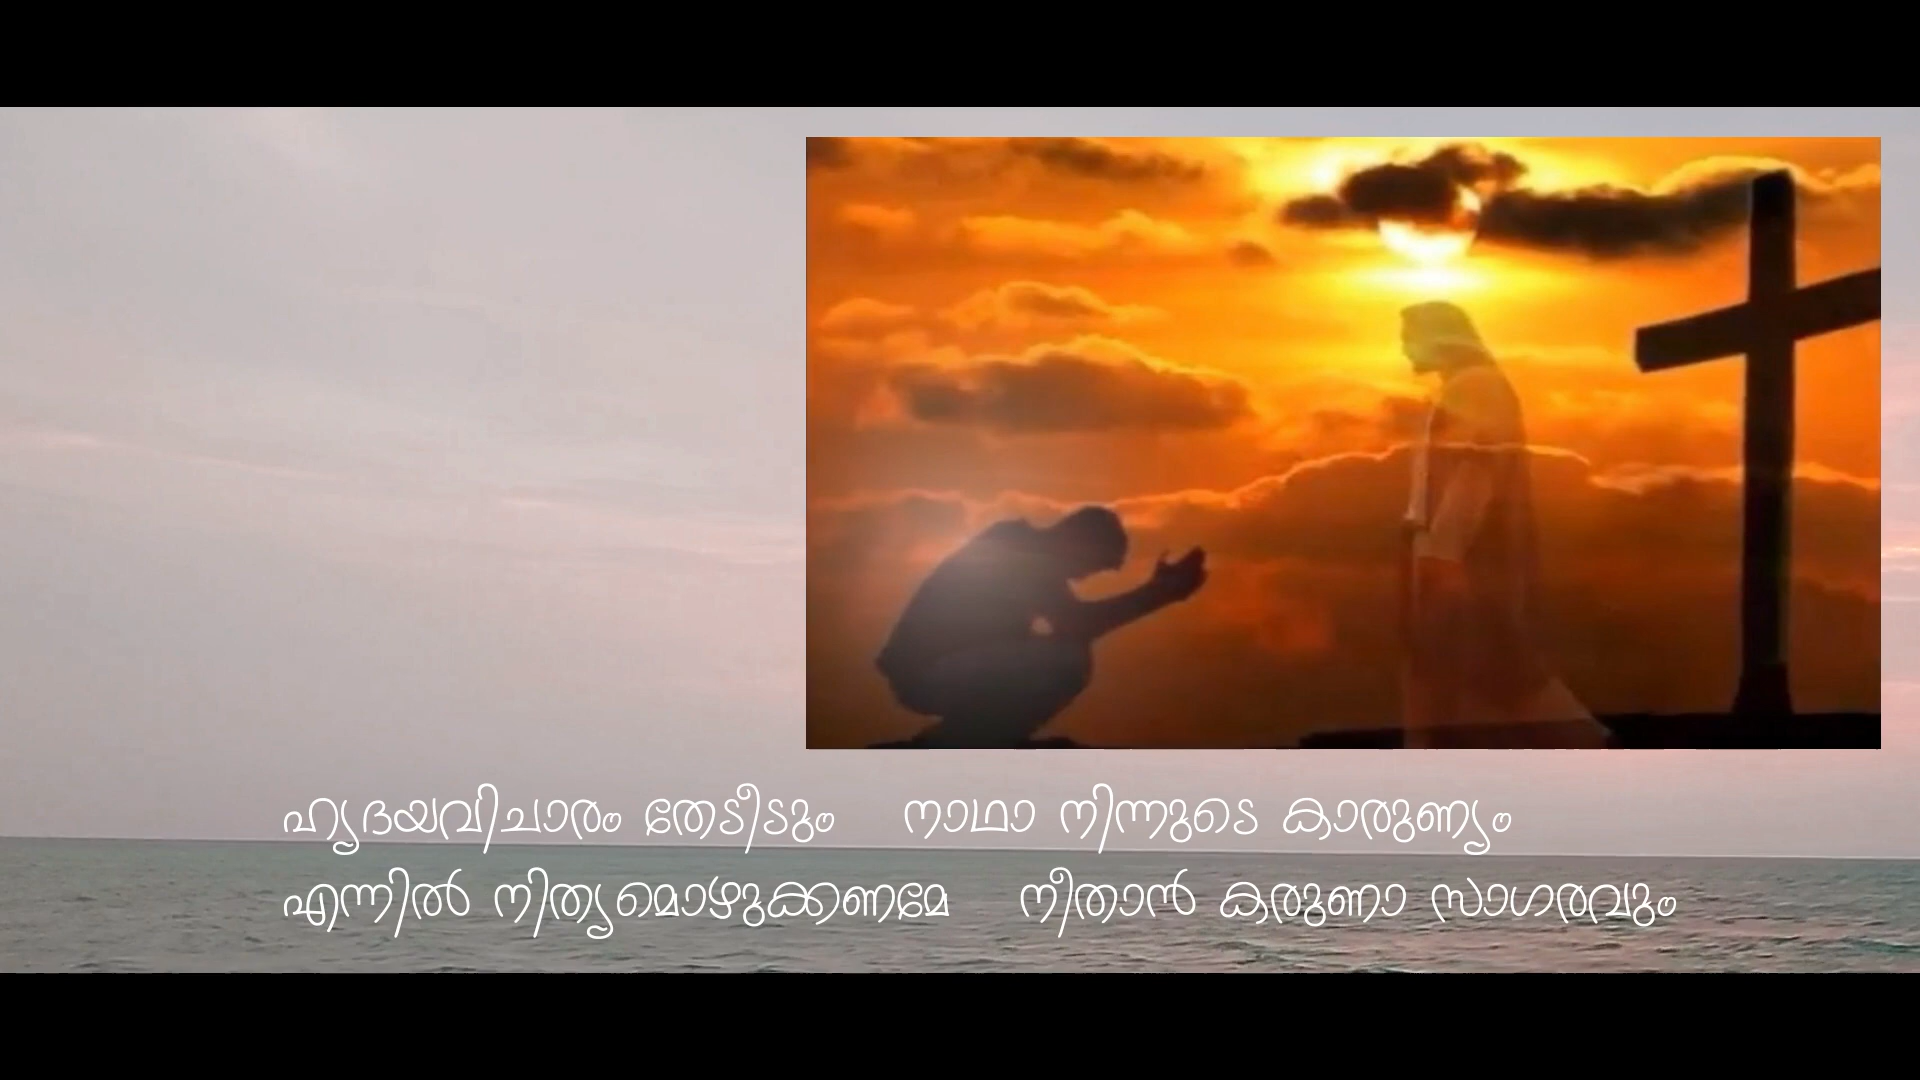 ഹൃദയവിചാരം തേടീടും നാഥാ നിന്നുടെ കാരുണ്യം
എന്നിൽ നിത്യമൊഴുക്കണമേ നീതാൻ കരുണാ സാഗരവും